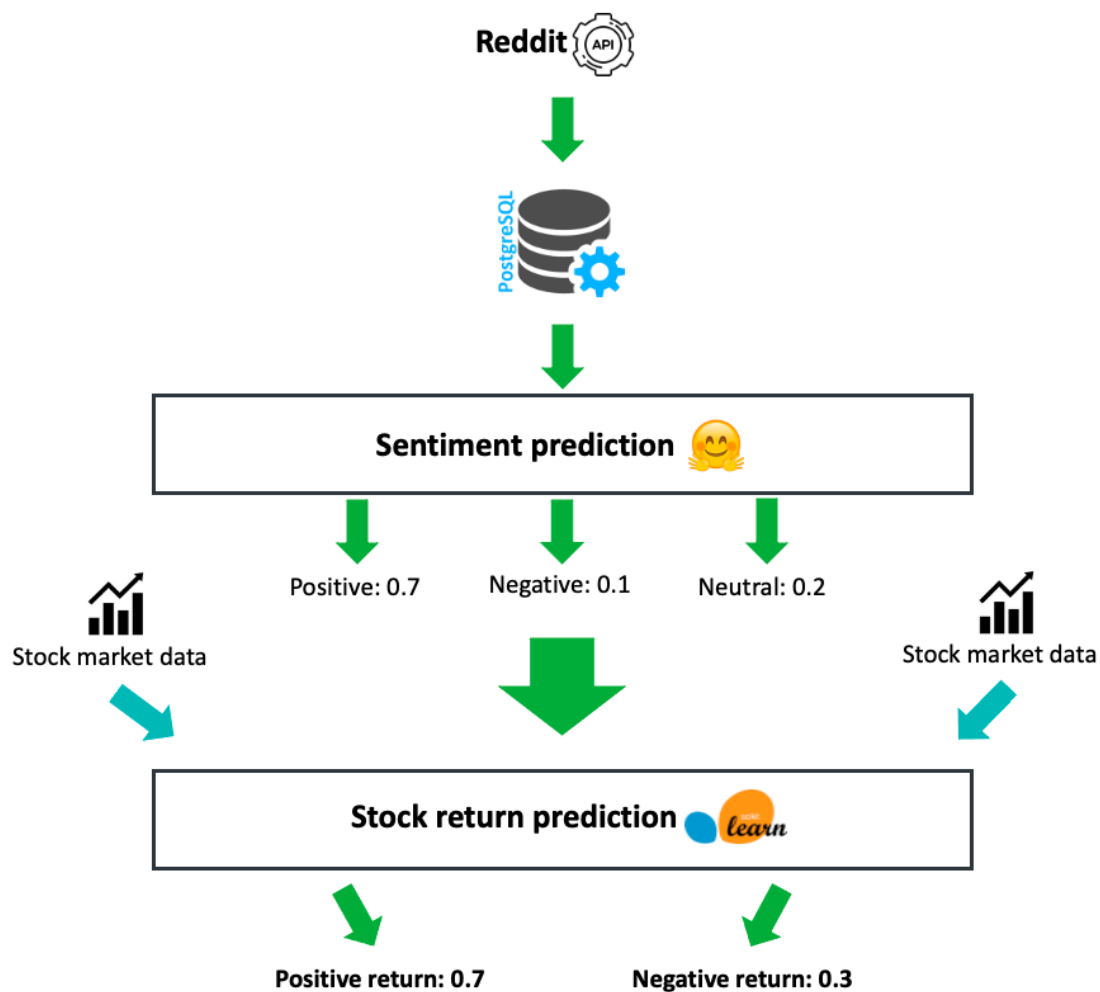 Reddit API
PostgreSQL
Sentiment prediction
Positive: 0.7
Negative: 0.1
Neutral: 0.2
Stock market data
Stock market data
Stock return prediction
scikit
learn
Positive return: 0.7
Negative return: 0.3